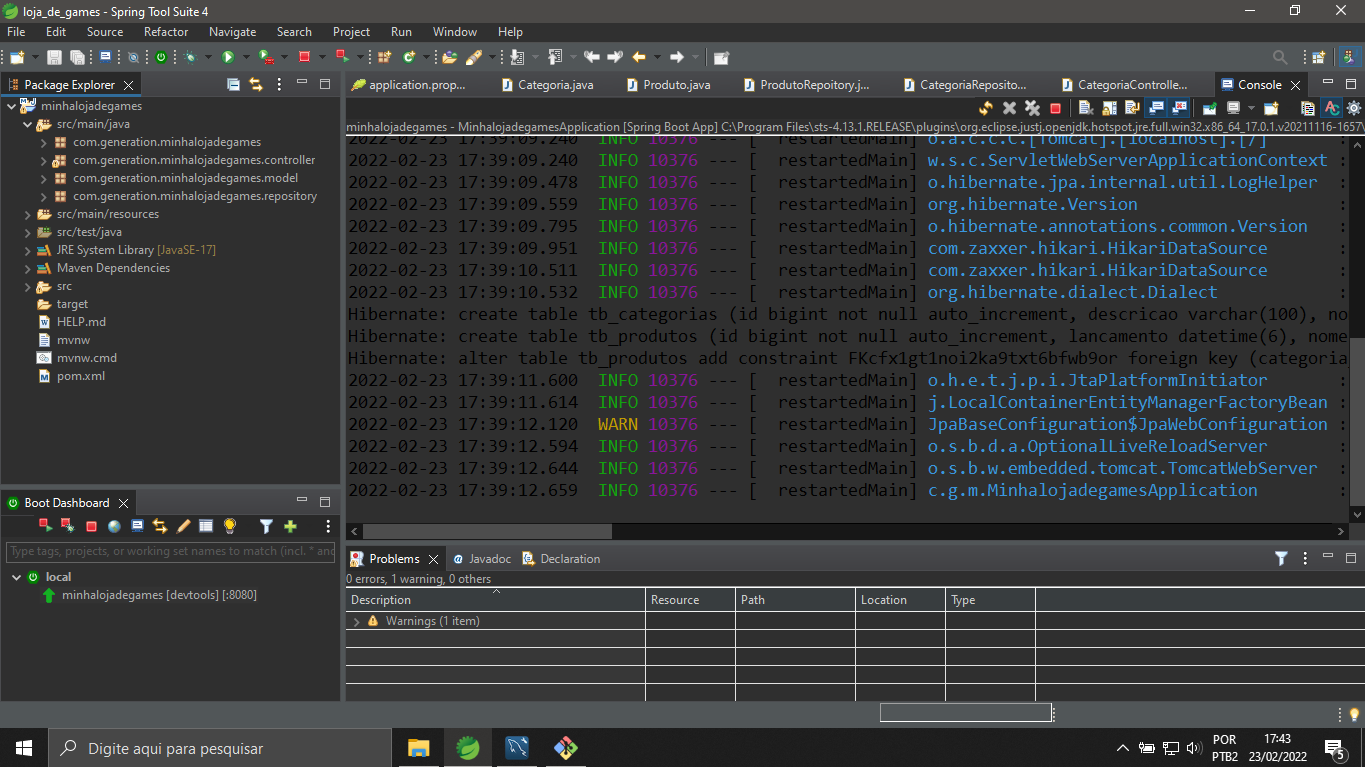 loja_de_games - Spring Tool Suite 4
File Edit Source Refactor Navigate Search Project Run Window Help
Package Explorer
application.prop... Categoria.java Produto.java ProdutoRepoitory.j... CategoriaReposito... CategoriaControlle... Console
minhalojadegames
src/main/java
com.generation.minhalojadegames
com.generation.minhalojadegames.controller
com.generation.minhalojadegames.model
com.generation.minhalojadegames.repository
src/main/resources
src/test/java
JRE System Library [JavaSE-17]
Maven Dependencies
src
target
HELP.md
mvnw
mvnw.cmd
pom.xml
minhalojadegames - MinhalojadegamesApplication [Spring Boot App] C:\Program Files\sts-4.13.1.RELEASE\plugins\org.eclipse.justj.openjdk.hotspot.jre.full.win32.x86_64_17.0.1.v20211116-1657\
2022-02-23 17:39:09.240 INFO 10376 --- [ restartedMain] o.a.c.c.C.[Tomcat].[localhost].[/]
2022-02-23 17:39:09.240 INFO 10376 --- [ restartedMain] w.s.c.ServletWebServerApplicationContext :
2022-02-23 17:39:09.478 INFO 10376 --- [ restartedMain] o.hibernate.jpa.internal.util.LogHelper :
2022-02-23 17:39:09.559 INFO 10376 --- [ restartedMain] org.hibernate.Version :
2022-02-23 17:39:09.795 INFO 10376 --- [ restartedMain] o.hibernate.annotations.common.Version :
2022-02-23 17:39:09.951 INFO 10376 --- [ restartedMain] com.zaxxer.hikari.HikariDataSource :
2022-02-23 17:39:10.511 INFO 10376 --- [ restartedMain] com.zaxxer.hikari.HikariDataSource :
2022-02-23 17:39:10.532 INFO 10376 --- [ restartedMain] org.hibernate.dialect.Dialect :
Hibernate: create table tb_categorias (id bigint not null auto_increment, descricao varchar(100), no
Hibernate: create table tb_produtos (id bigint not null auto_increment, lancamento datetime(6), nome
Hibernate: alter table tb_produtos add constraint FKcfx1gt1noi2ka9txt6bfwb9or foreign key (categoria
2022-02-23 17:39:11.600 INFO 10376 --- [ restartedMain] o.h.e.t.j.p.i.JtaPlatformInitiator :
2022-02-23 17:39:11.614 INFO 10376 --- [ restartedMain] j.LocalContainerEntityManagerFactoryBean :
2022-02-23 17:39:12.120 WARN 10376 --- [ restartedMain] JpaBaseConfiguration$JpaWebConfiguration :
2022-02-23 17:39:12.594 INFO 10376 --- [ restartedMain] o.s.b.d.a.OptionalLiveReloadServer :
2022-02-23 17:39:12.644 INFO 10376 --- [ restartedMain] o.s.b.w.embedded.tomcat.TomcatWebServer :
2022-02-23 17:39:12.659 INFO 10376 --- [ restartedMain] c.g.m.MinhalojadegamesApplication :
Boot Dashboard
Type tags, projects, or working set names to match (incl. * and
local
minhalojadegames [devtools] [:8080]
Problems Javadoc Declaration
0 errors, 1 warning, 0 others
Description Resource Path Location Type
Warnings (1 item)
Digite aqui para pesquisar
POR
PTB2
17:43
23/02/2022
5